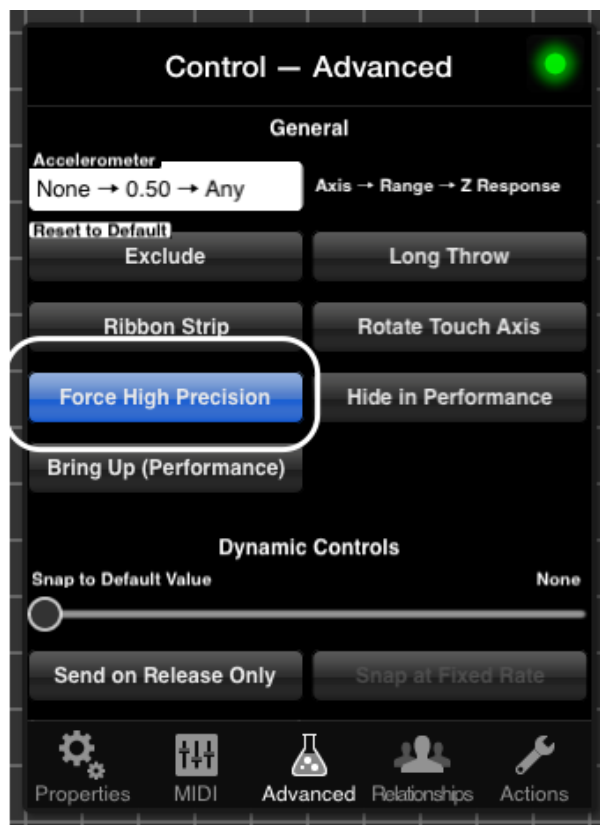 Control — Advanced
General
Accelerometer
None → 0.50 → Any
Axis → Range → Z Response
Reset to Default
Exclude
Long Throw
Ribbon Strip
Rotate Touch Axis
Force High Precision
Hide in Performance
Bring Up (Performance)
Dynamic Controls
Snap to Default Value
None
Send on Release Only
Snap at Fixed Rate
Properties
MIDI
Advanced
Relationships
Actions